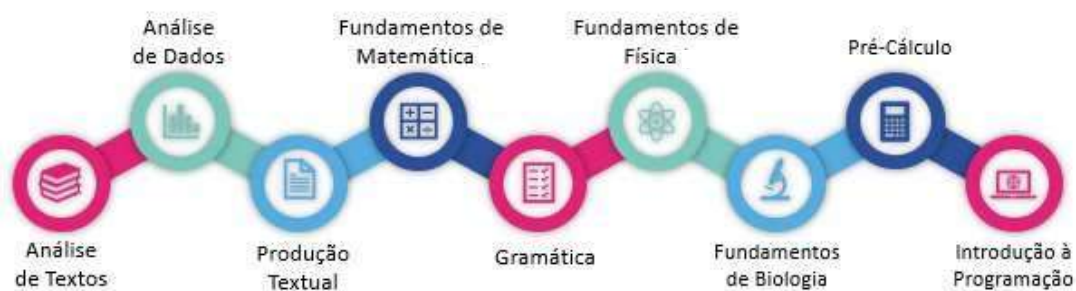 Análise
de Textos
Análise
de Dados
Produção
Textual
Fundamentos de
Matemática
Gramática
Fundamentos de
Física
Fundamentos
de Biologia
Pré-Cálculo
Introdução à
Programação